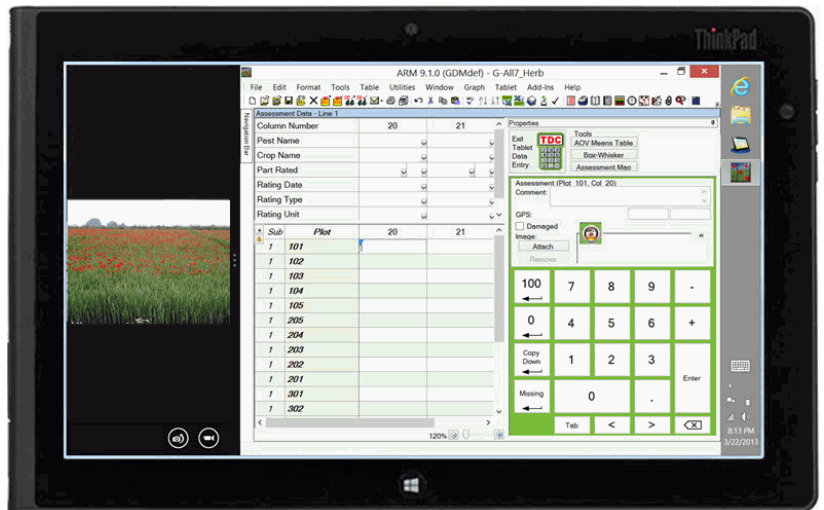 ThinkPad
ARM 9.1.0 (GDMdef) - G-All7_Herb
File Edit Format Tools Table Utilities Window Graph Tablet Add-Ins Help
Navigation Bar
Assessment Data - Line 1
Column Number 20 21
Pest Name
Crop Name
Part Rated
Rating Date
Rating Type
Rating Unit
Sub Plot 20 21
1 101
1 102
1 103
1 104
1 105
1 205
1 204
1 203
1 202
1 201
1 301
1 302
120%
Properties
Exit Tablet Data Entry
TDC
Tools
AOV Means Table
Box-Whisker
Assessment Map
Assessment (Plot 101, Col 20)
Comment:
GPS:
Damaged
Image:
Attach
Remove
100 7 8 9 -
0 4 5 6 +
Copy Down 1 2 3
Enter
Missing 0 .
Tab < >
8:13 PM
3/22/2013